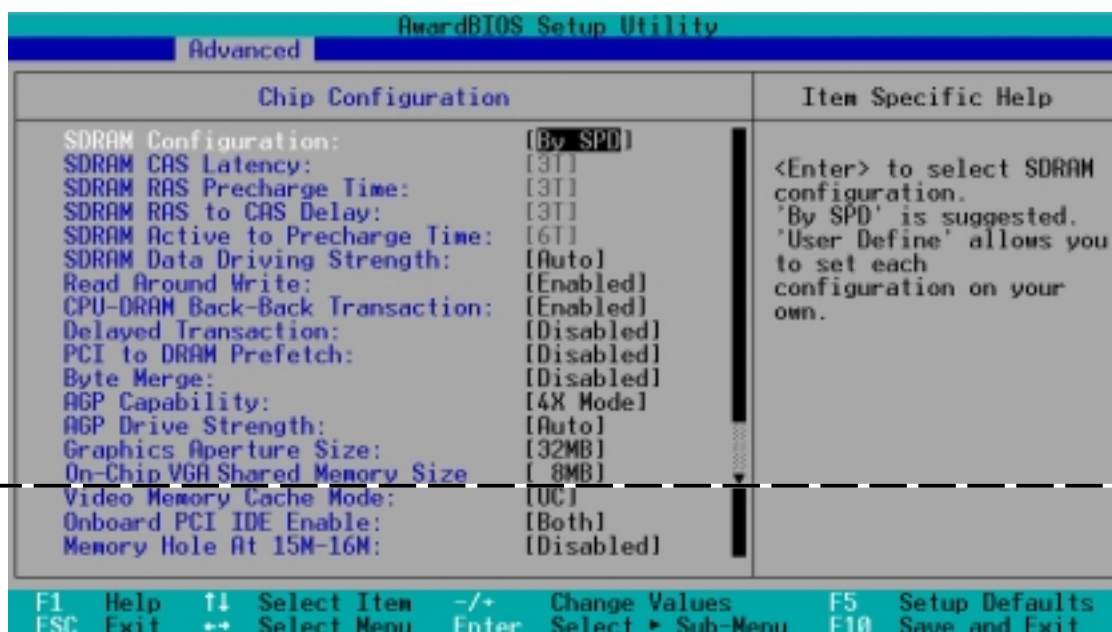 AwardBIOS Setup Utility
Advanced
Chip Configuration
Item Specific Help
SDRAM Configuration: [By SPD]
SDRAM CAS Latency: [3T]
SDRAM RAS Precharge Time: [3T]
SDRAM RAS to CAS Delay: [3T]
SDRAM Active to Precharge Time: [6T]
SDRAM Data Driving Strength: [Auto]
Read Around Write: [Enabled]
CPU-DRAM Back-Back Transaction: [Enabled]
Delayed Transaction: [Disabled]
PCI to DRAM Prefetch: [Disabled]
Byte Merge: [Disabled]
AGP Capability: [4X Mode]
AGP Drive Strength: [Auto]
Graphics Aperture Size: [32MB]
On-Chip VGA Shared Memory Size [ 8MB]
Video Memory Cache Mode: [UC]
Onboard PCI IDE Enable: [Both]
Memory Hole At 15M-16M: [Disabled]
<Enter> to select SDRAM
configuration.
'By SPD' is suggested.
'User Define' allows you
to set each
configuration on your
own.
F1 Help ↑↓ Select Item -/+ Change Values F5 Setup Defaults
ESC Exit ←→ Select Menu Enter Select ► Sub-Menu F10 Save and Exit